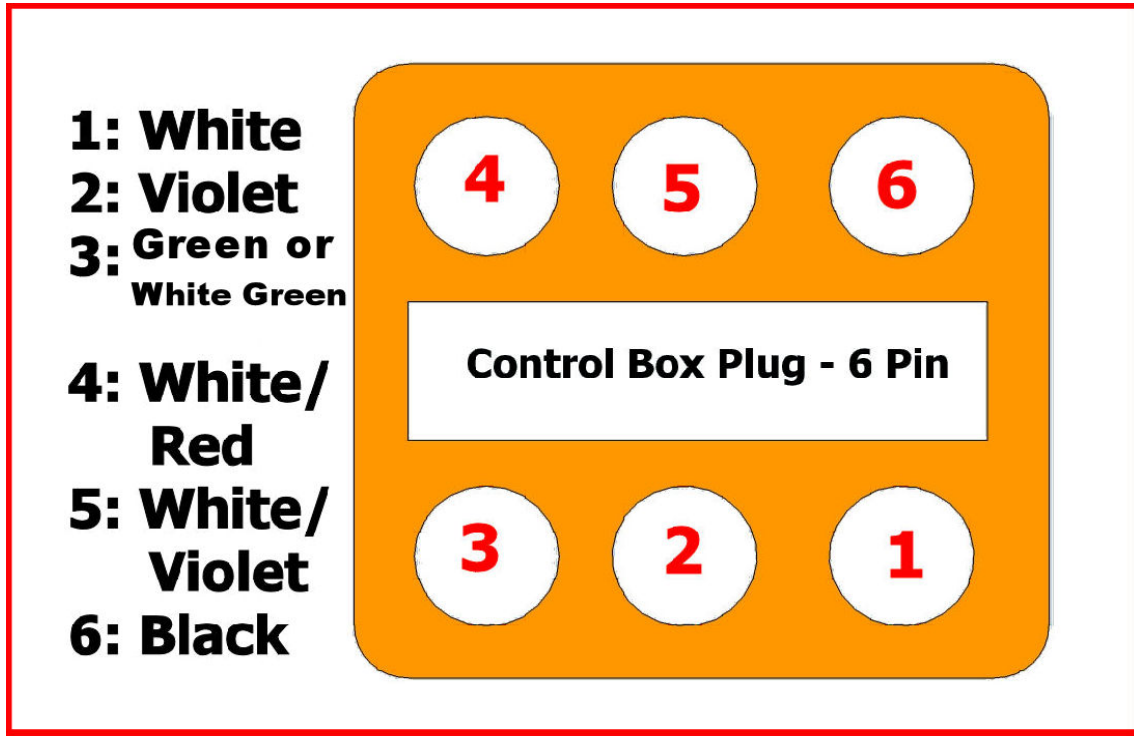 1: White
2: Violet
3: Green or
White Green
4: White/
Red
5: White/
Violet
6: Black
4 5 6
Control Box Plug - 6 Pin
3 2 1